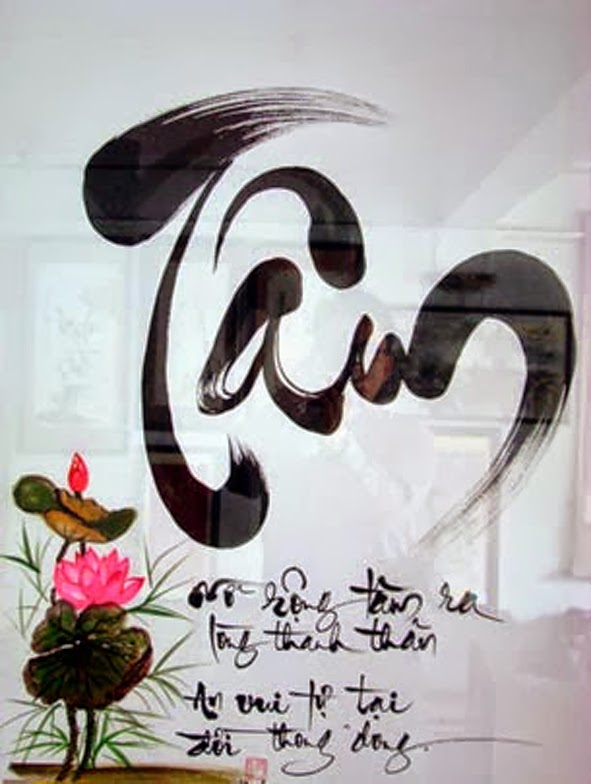 Tâm
Mở rộng tâm ra
lòng thanh thản
An vui tự tại
đời thong dong.